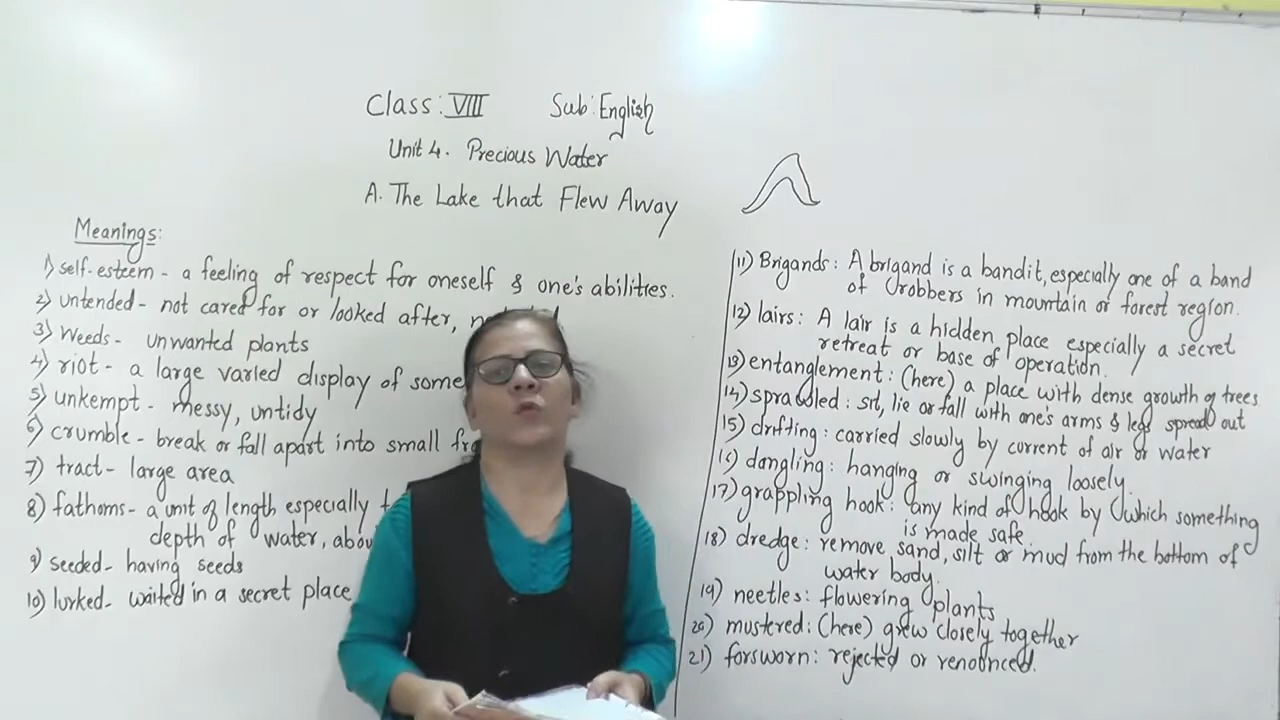 Class: VIII Sub: English
Unit 4. Precious Water
A. The Lake that Flew Away
Meanings:
1) self-esteem - a feeling of respect for oneself & one's abilities.
2) untended - not cared for or looked after,
3) Weeds - unwanted plants
4) riot - a large varied display of some
5) unkempt - messy, untidy
6) crumble - break or fall apart into small
7) tract - large area
8) fathoms - a unit of length especially
depth of water,
9) seeded - having seeds
10) lurked - waited in a secret place
11) Brigands: A brigand is a bandit, especially one of a band
of robbers in mountain or forest region.
12) lairs: A lair is a hidden place especially a secret
retreat or base of operation.
13) entanglement: (here) a place with dense growth of trees
14) sprawled: sit, lie or fall with one's arms & legs spread out
15) drifting: carried slowly by current of air or water
16) dangling: hanging or swinging loosely.
17) grappling hook: any kind of hook by which something
is made safe.
18) dredge: remove sand, silt or mud from the bottom of
water body.
19) neetles: flowering plants
20) mustered: (here) grew closely together
21) forsworn: rejected or renounced.